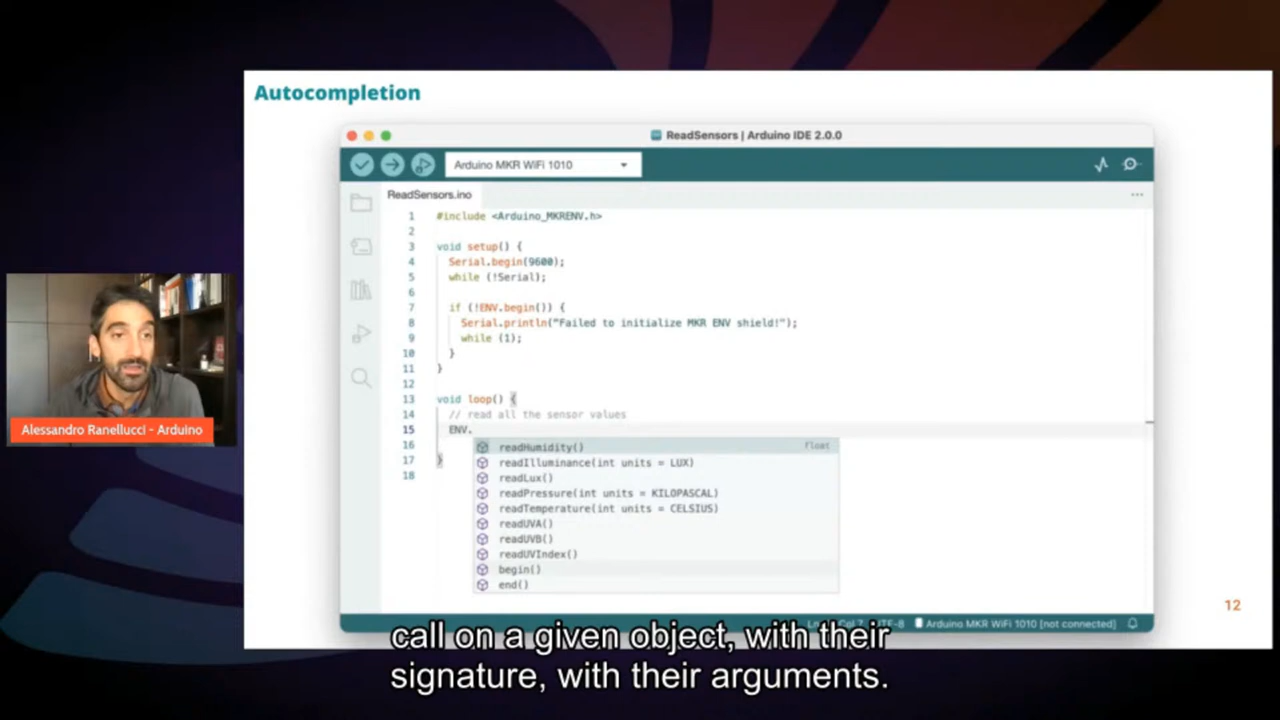 Autocompletion
ReadSensors | Arduino IDE 2.0.0
Arduino MKR WiFi 1010
ReadSensors.ino
1 #include <Arduino_MKRENV.h>
2
3 void setup() {
4 Serial.begin(9600);
5 while (!Serial);
6
7 if (!ENV.begin()) {
8 Serial.println("Failed to initialize MKR ENV shield!");
9 while (1);
10 }
11 }
12
13 void loop() {
14 // read all the sensor values
15 ENV.
16
17 }
18
readHumidity() float
readIlluminance(int units = LUX)
readLux()
readPressure(int units = KILOPASCAL)
readTemperature(int units = CELSIUS)
readUVA()
readUVB()
readUVIndex()
begin()
end()
Alessandro Ranellucci - Arduino
12
UTF-8 Arduino MKR WiFi 1010 [not connected]
call on a given object, with their
signature, with their arguments.